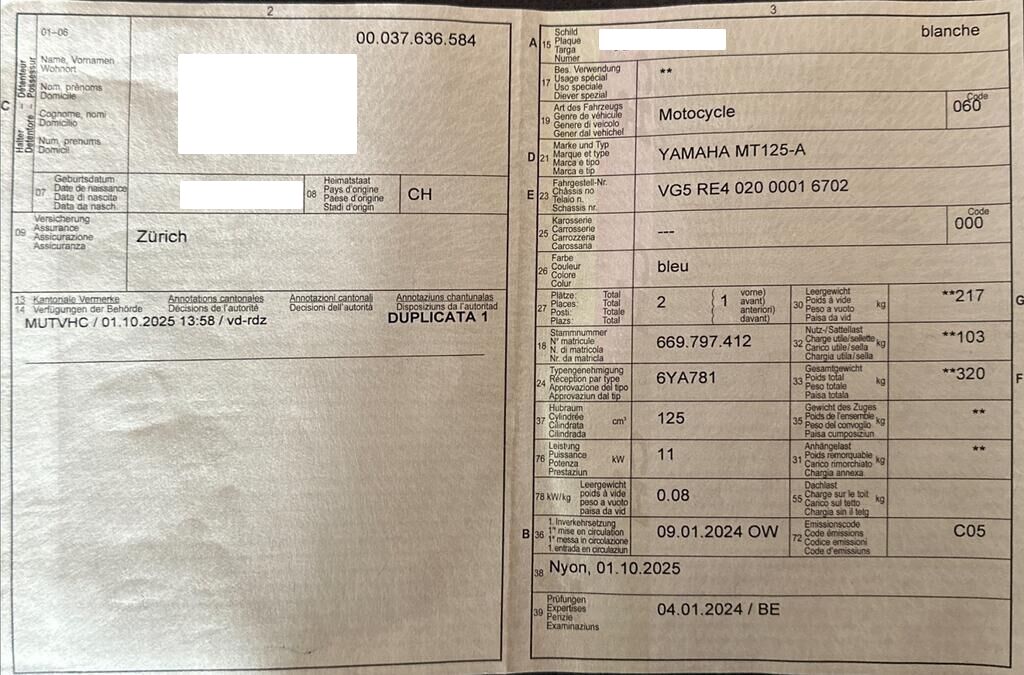 2
01-06
00.037.636.584
C
Halter Détenteur
Detentore Possessur
Name, Vornamen
Wohnort
Nom, prénoms
Domicile
Cognome, nomi
Domicilio
Num, prenums
Domicil
07
Geburtsdatum
Date de naissance
Data di nascita
Data da nasch.
08
Heimatstaat
Pays d'origine
Paese d'origine
Stadi d'origin
CH
09
Versicherung
Assurance
Assicurazione
Assicuranza
Zürich
13 Kantonale Vermerke Annotations cantonales Annotazioni cantonali Annotaziuns chantunalas
14 Verfügungen der Behörde Décisions de l'autorité Decisioni dell'autorità Disposiziuns da l'autoritad
MUTVHC / 01.10.2025 13:58 / vd-rdz DUPLICATA 1
3
A 15
Schild
Plaque
Targa
Numer
blanche
17
Bes. Verwendung
Usage spécial
Uso speciale
Diever spezial
**
19
Art des Fahrzeugs
Genre de véhicule
Genere di veicolo
Gener dal vehichel
Motocycle
Code
060
D 21
Marke und Typ
Marque et type
Marca e tipo
Marca e tip
YAMAHA MT125-A
E 23
Fahrgestell-Nr.
Châssis no
Telaio n.
Schassis nr.
VG5 RE4 020 0001 6702
25
Karosserie
Carrosserie
Carrozzeria
Carossaria
---
Code
000
26
Farbe
Couleur
Colore
Colur
bleu
27
Plätze: Total
Places: Total
Posti: Totale
Plazs: Total
2
1
vorne)
avant)
anteriori)
davant)
30
Leergewicht
Poids à vide
Peso a vuoto
Paisa da vid
kg
**217
G
18
Stammnummer
N° matricule
N. di matricola
Nr. da matricla
669.797.412
32
Nutz-/Sattellast
Charge utile/sellette
Carico utile/sella
Chargia utila/sella
kg
**103
24
Typengenehmigung
Réception par type
Approvazione del tipo
Approvaziun dal tip
6YA781
33
Gesamtgewicht
Poids total
Peso totale
Paisa totala
kg
**320
F
37
Hubraum
Cylindrée
Cilindrata
Cilindrada
cm³
125
35
Gewicht des Zuges
Poids de l'ensemble
Peso del convoglio
Paisa cumposiziun
kg
**
76
Leistung
Puissance
Potenza
Prestaziun
kW
11
31
Anhängelast
Poids remorquable
Carico rimorchiato
Chargia annexa
kg
**
78 kW/kg
Leergewicht
poids à vide
peso a vuoto
paisa da vid
0.08
55
Dachlast
Charge sur le toit
Carico sul tetto
Chargia sin il tetg
kg
B 36
1. Inverkehrsetzung
1re mise en circulation
1a messa in circolazione
1. entrada en circulaziun
09.01.2024 OW
72
Emissionscode
Code émissions
Codice emissioni
Code d'emissiuns
C05
38
Nyon, 01.10.2025
39
Prüfungen
Expertises
Perizie
Examinaziuns
04.01.2024 / BE